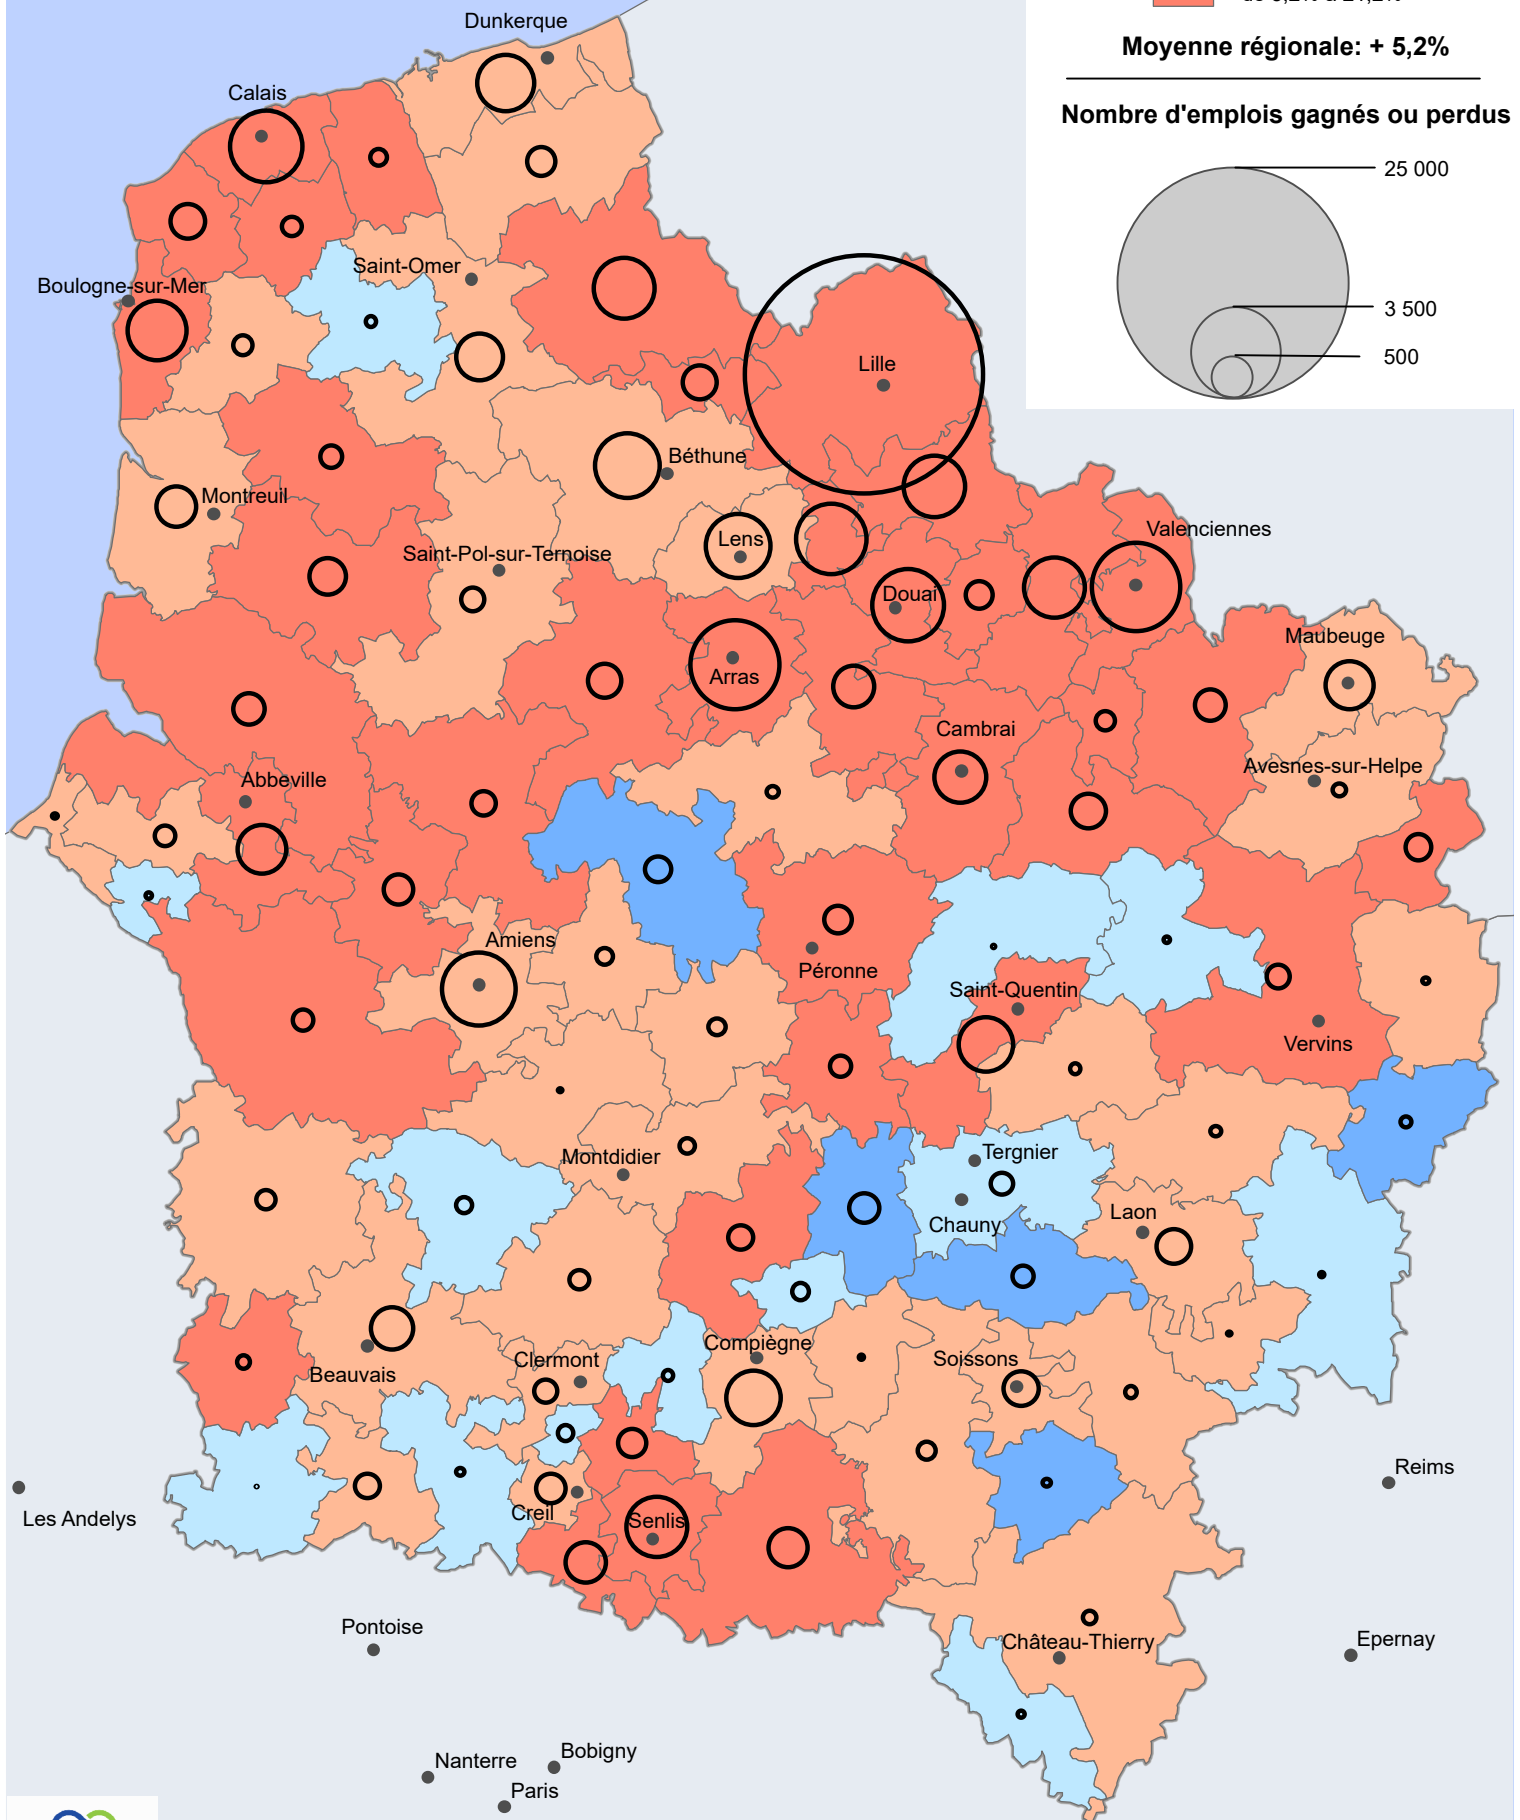 Moyenne régionale: + 5,2%
Nombre d'emplois gagnés ou perdus
25 000
3 500
500
Dunkerque
Calais
Saint-Omer
Boulogne-sur-Mer
Lille
Béthune
Montreuil
Valenciennes
Lens
Saint-Pol-sur-Ternoise
Douai
Maubeuge
Arras
Cambrai
Avesnes-sur-Helpe
Abbeville
Amiens
Péronne
Saint-Quentin
Vervins
Montdidier
Tergnier
Chauny
Laon
Compiègne
Clermont
Soissons
Beauvais
Reims
Les Andelys
Creil
Senlis
Pontoise
Château-Thierry
Epernay
Nanterre
Bobigny
Paris